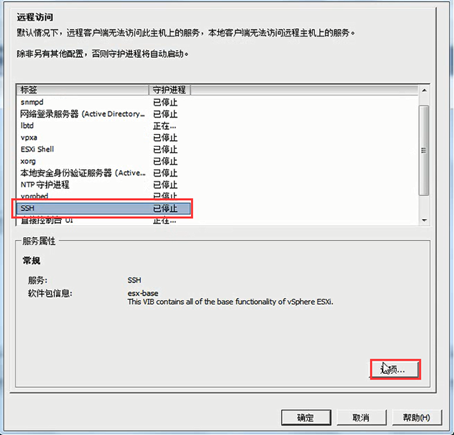 远程访问
默认情况下，远程客户端无法访问此主机上的服务，本地客户端无法访问远程主机上的服务。
除非另有其他配置，否则守护进程将自动启动。
标签 守护进程
snmpd 已停止
网络登录服务器 (Active Directory... 已停止
lbtd 正在...
vpxa 已停止
ESXi Shell 已停止
xorg 已停止
本地安全身份验证服务器 (Active... 已停止
NTP 守护进程 已停止
vprobed 已停止
SSH 已停止
直接控制台 UI 正在...
服务属性
常规
服务: SSH
软件包信息: esx-base
This VIB contains all of the base functionality of vSphere ESXi.
选项...
确定 取消 帮助(H)